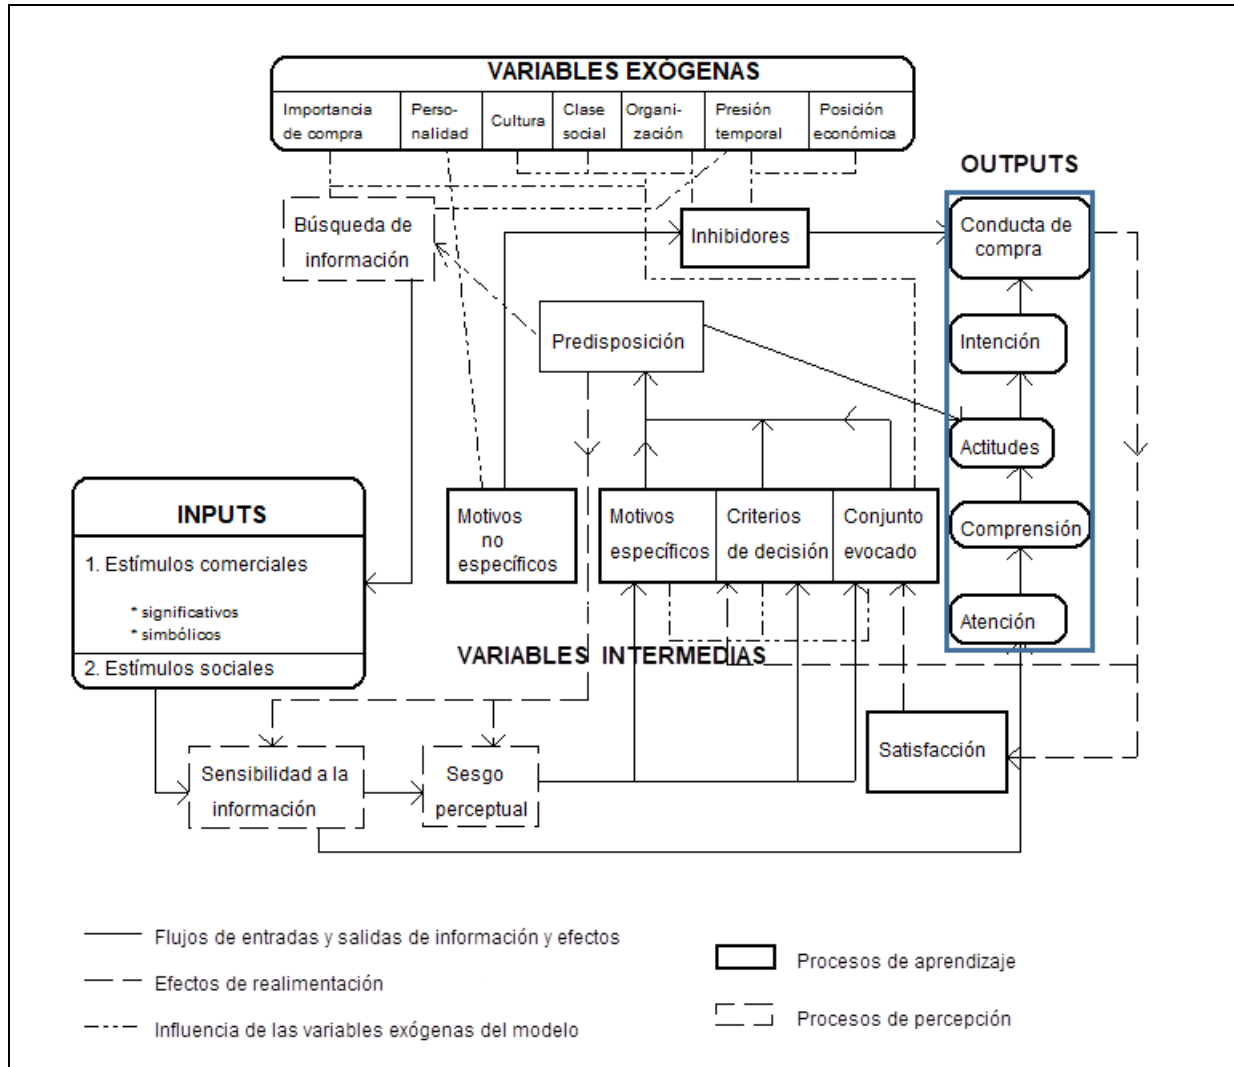 VARIABLES EXÓGENAS
Importancia
de compra
Perso-
nalidad
Cultura
Clase
social
Organi-
zación
Presión
temporal
Posición
económica
OUTPUTS
Búsqueda de
información
Inhibidores
Conducta de
compra
Predisposición
Intención
Actitudes
INPUTS
1. Estímulos comerciales
* significativos
* simbólicos
2. Estímulos sociales
Motivos
no
específicos
Motivos
específicos
Criterios
de decisión
Conjunto
evocado
Comprensión
Atención
VARIABLES INTERMEDIAS
Sensibilidad a la
información
Sesgo
perceptual
Satisfacción
Flujos de entradas y salidas de información y efectos
Efectos de realimentación
Influencia de las variables exógenas del modelo
Procesos de aprendizaje
Procesos de percepción